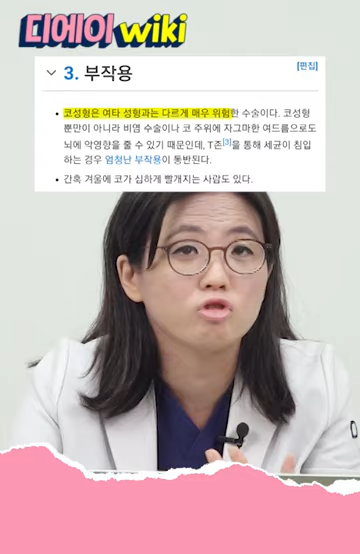 디에이 wiki
3. 부작용
[편집]
코성형은 여타 성형과는 다르게 매우 위험한 수술이다. 코성형
뿐만이 아니라 비염 수술이나 코 주위에 자그마한 여드름으로도
뇌에 악영향을 줄 수 있기 때문인데, T존[3]을 통해 세균이 침입
하는 경우 엄청난 부작용이 동반된다.
간혹 겨울에 코가 심하게 빨개지는 사람도 있다.